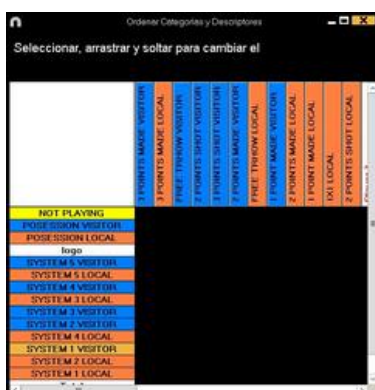 Ordenar Categorias y Descriptores
Seleccionar, arrastrar y soltar para cambiar el
3 POINTS MADE VISITOR
3 POINTS MADE LOCAL
FREE TRHOW VISITOR
2 POINTS SHOT VISITOR
3 POINTS SHOT VISITOR
2 POINTS MADE VISITOR
FREE TRHOW LOCAL
1 POINT MADE VISITOR
2 POINTS MADE LOCAL
1 POINT MADE LOCAL
1X1 LOCAL
2 POINTS SHOT LOCAL
NOT PLAYING
POSESSION VISITOR
POSESSION LOCAL
logo
SYSTEM 5 VISITOR
SYSTEM 5 LOCAL
SYSTEM 4 VISITOR
SYSTEM 3 LOCAL
SYSTEM 3 VISITOR
SYSTEM 2 VISITOR
SYSTEM 4 LOCAL
SYSTEM 1 VISITOR
SYSTEM 2 LOCAL
SYSTEM 1 LOCAL